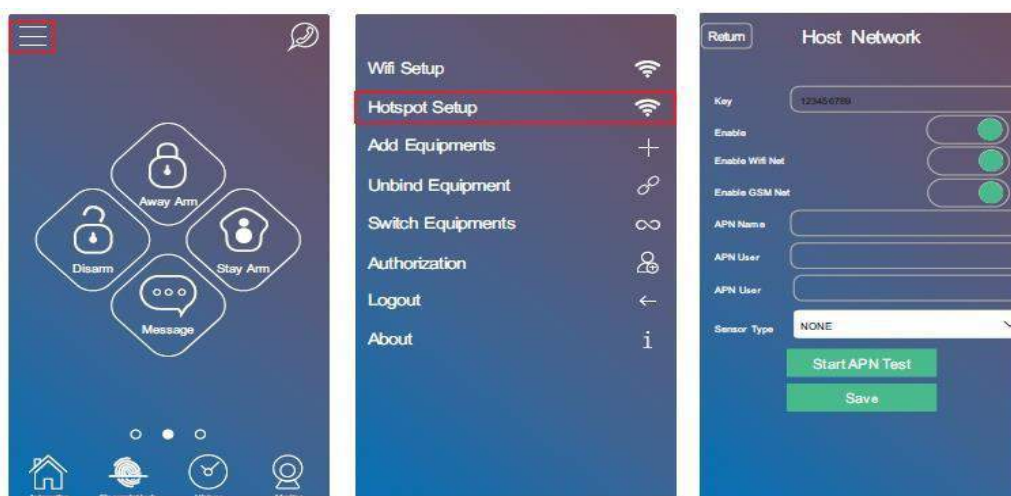 Away Arm
Disarm
Stay Arm
Message
Wifi Setup
Hotspot Setup
Add Equipments
Unbind Equipment
Switch Equipments
Authorization
Logout
About
Return
Host Network
Key
123456789
Enable
Enable Wifi Net
Enable GSM Net
APN Name
APN User
APN User
Sensor Type
NONE
Start APN Test
Save